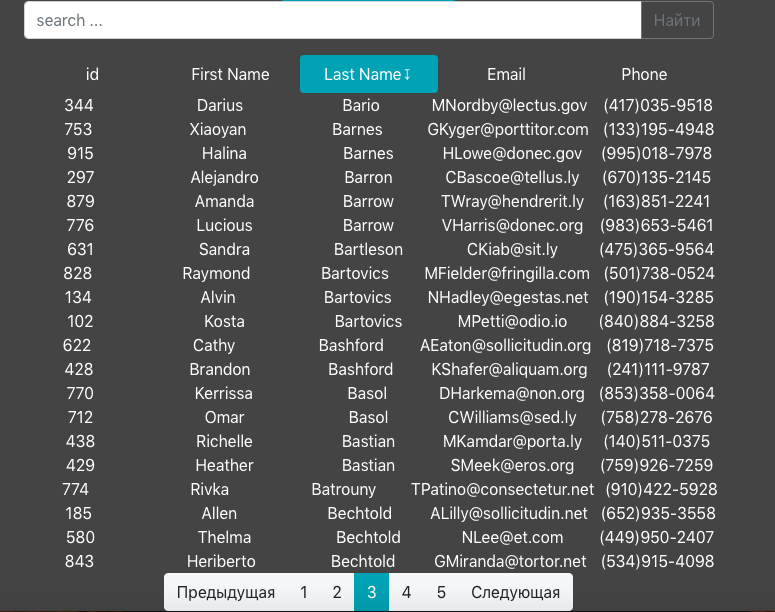 search ... Найти
id First Name Last Name↧ Email Phone
344 Darius Bario MNordby@lectus.gov (417)035-9518
753 Xiaoyan Barnes GKyger@porttitor.com (133)195-4948
915 Halina Barnes HLowe@donec.gov (995)018-7978
297 Alejandro Barron CBascoe@tellus.ly (670)135-2145
879 Amanda Barrow TWray@hendrerit.ly (163)851-2241
776 Lucious Barrow VHarris@donec.org (983)653-5461
631 Sandra Bartleson CKiab@sit.ly (475)365-9564
828 Raymond Bartovics MFielder@fringilla.com (501)738-0524
134 Alvin Bartovics NHadley@egestas.net (190)154-3285
102 Kosta Bartovics MPetti@odio.io (840)884-3258
622 Cathy Bashford AEaton@sollicitudin.org (819)718-7375
428 Brandon Bashford KShafer@aliquam.org (241)111-9787
770 Kerrissa Basol DHarkema@non.org (853)358-0064
712 Omar Basol CWilliams@sed.ly (758)278-2676
438 Richelle Bastian MKamdar@porta.ly (140)511-0375
429 Heather Bastian SMeek@eros.org (759)926-7259
774 Rivka Batrouny TPatino@consectetur.net (910)422-5928
185 Allen Bechtold ALilly@sollicitudin.net (652)935-3558
580 Thelma Bechtold NLee@et.com (449)950-2407
843 Heriberto Bechtold GMiranda@tortor.net (534)915-4098
Предыдущая 1 2 3 4 5 Следующая